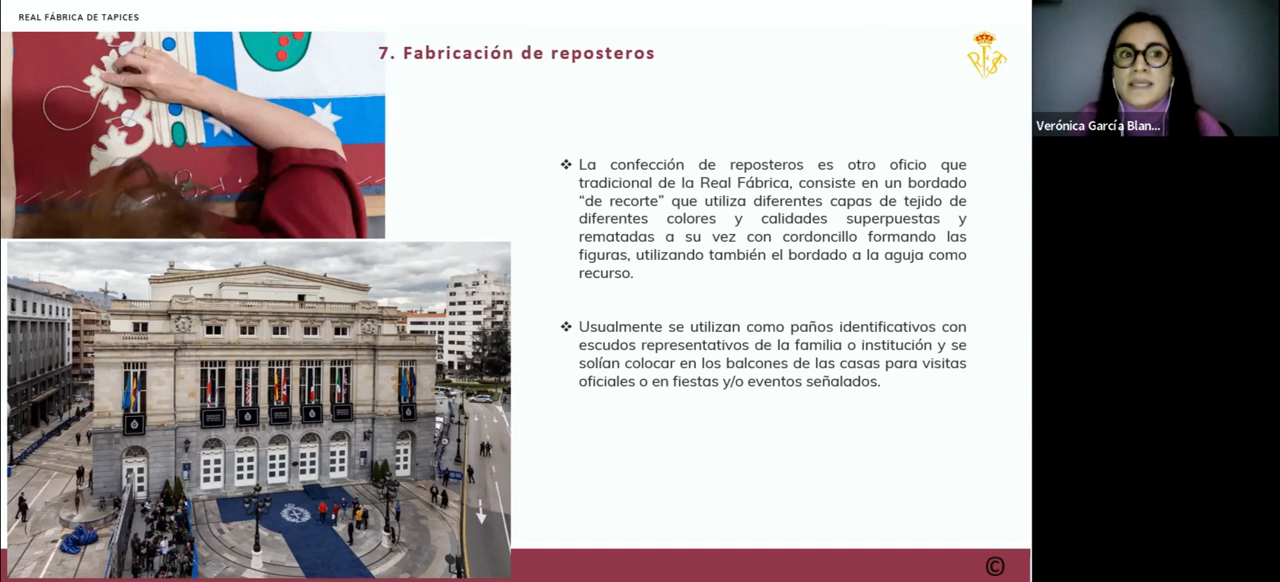 REAL FÁBRICA DE TAPICES
7. Fabricación de reposteros
❖ La confección de reposteros es otro oficio que
tradicional de la Real Fábrica, consiste en un bordado
“de recorte” que utiliza diferentes capas de tejido de
diferentes colores y calidades superpuestas y
rematadas a su vez con cordoncillo formando las
figuras, utilizando también el bordado a la aguja como
recurso.
❖ Usualmente se utilizan como paños identificativos con
escudos representativos de la familia o institución y se
solían colocar en los balcones de las casas para visitas
oficiales o en fiestas y/o eventos señalados.
©
Verónica García Blan...